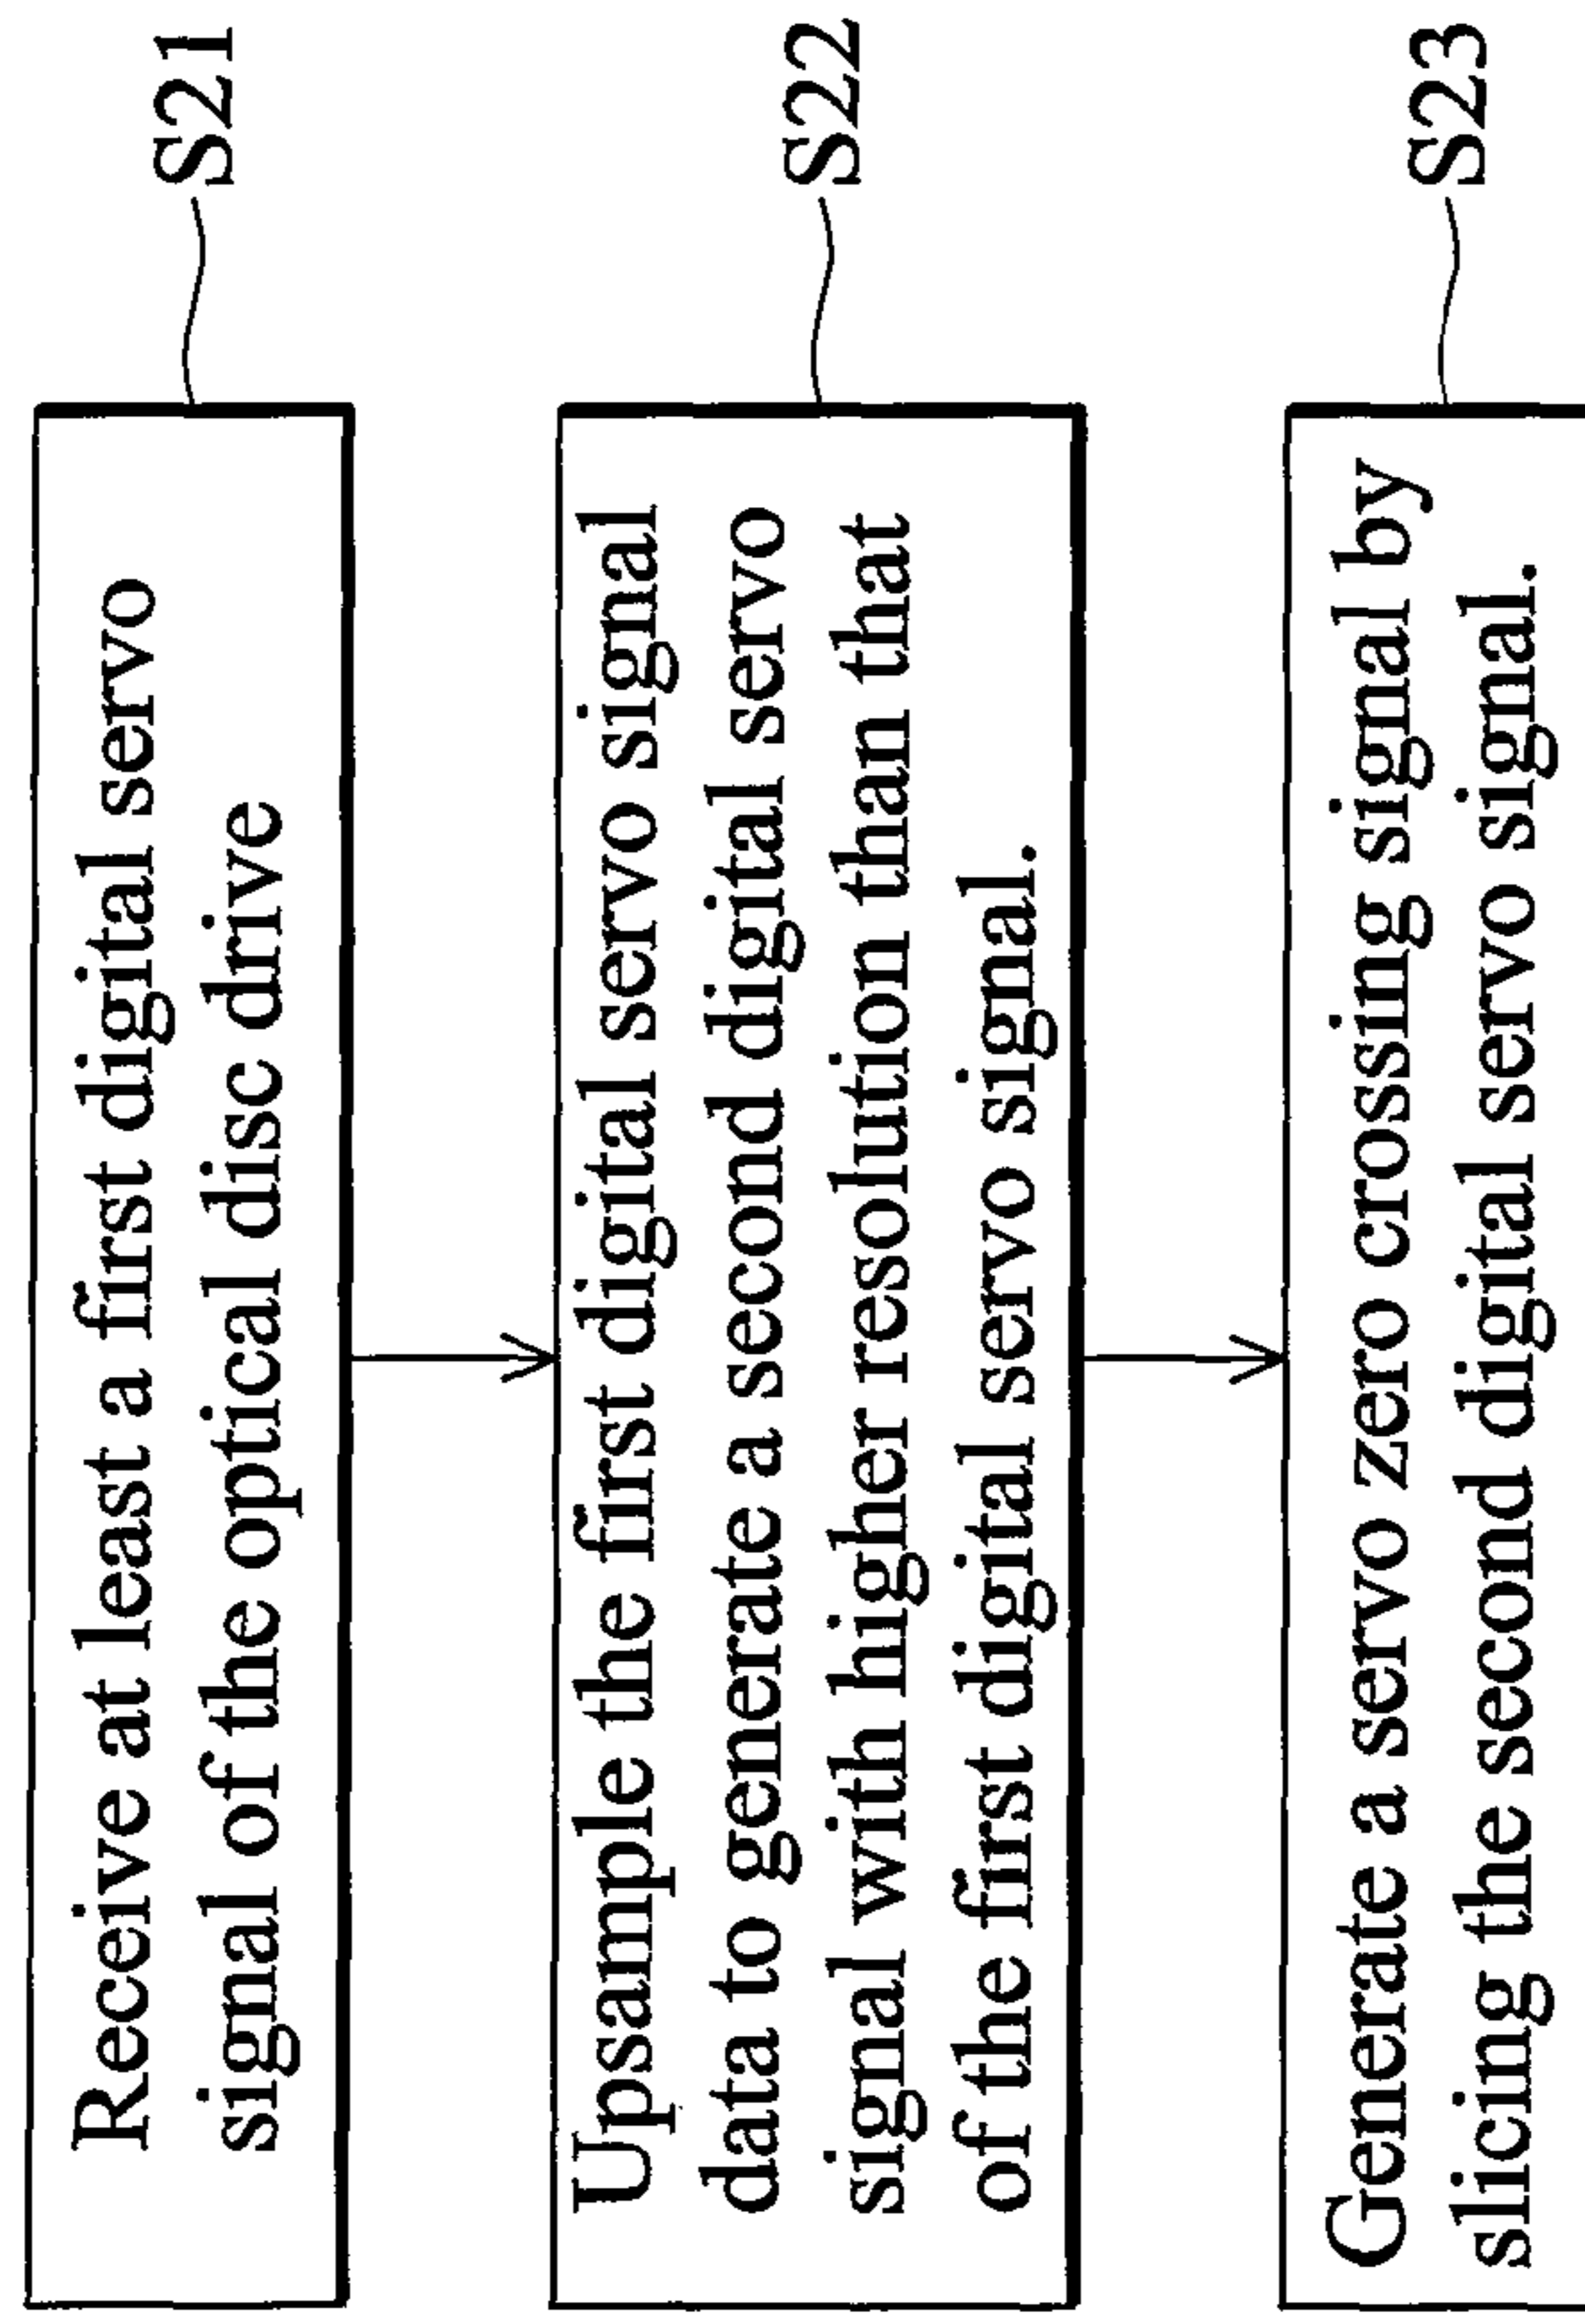 Receive at least a first digital servo
signal of the optical disc drive
S21
Upsample the first digital servo signal
data to generate a second digital servo
signal with higher resolution than that
of the first digital servo signal.
S22
Generate a servo zero crossing signal by
slicing the second digital servo signal.
S23